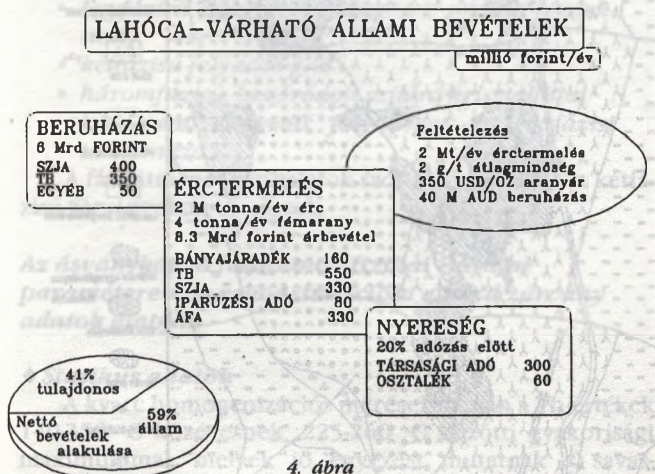 LAHÓCA-VÁRHATÓ ÁLLAMI BEVÉTELEK
millió forint/év
BERUHÁZÁS
6 Mrd FORINT
SZJA 400
TB 350
EGYÉB 50
Feltételezés
2 Mt/év érctermelés
2 g/t átlagminőség
350 USD/OZ aranyár
40 M AUD beruházás
ÉRCTERMELÉS
2 M tonna/év érc
4 tonna/év fémarany
8.3 Mrd forint árbevétel
BÁNYAJÁRADÉK 160
TB 550
SZJA 330
IPARŰZÉSI ADÓ 80
ÁFA 330
NYERESÉG
20% adózás előtt
TÁRSASÁGI ADÓ 300
OSZTALÉK 60
41%
tulajdonos
59%
állam
Nettó
bevételek
alakulása
4. ábra